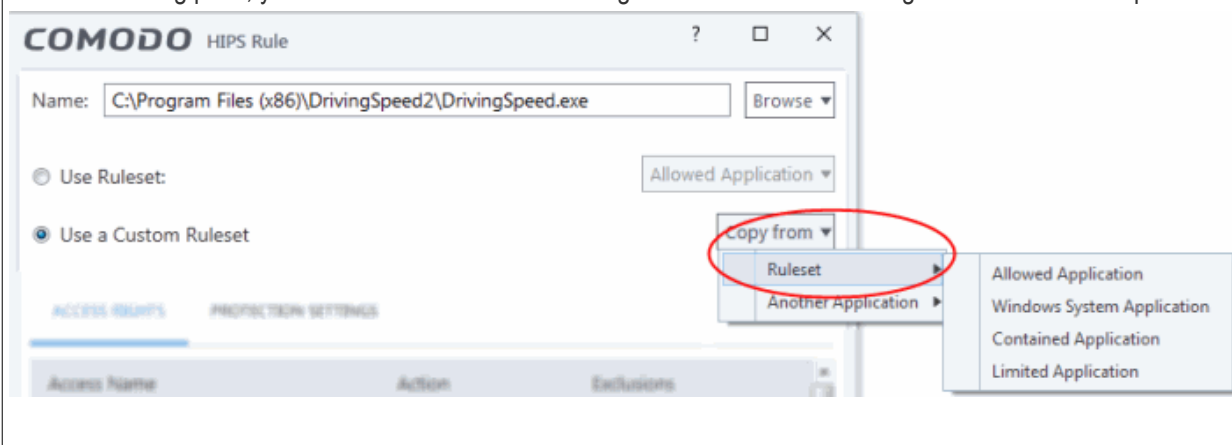 COMODO HIPS Rule ?
Name: C:\Program Files (x86)\DrivingSpeed2\DrivingSpeed.exe Browse
Use Ruleset: Allowed Application
Use a Custom Ruleset Copy from
Ruleset
Another Application
Allowed Application
Windows System Application
Contained Application
Limited Application
ACCESS RIGHTS PROTECTION SETTINGS
Access Name Action Exclusions